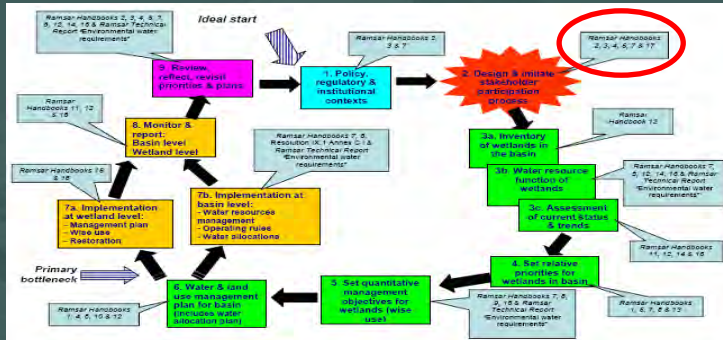 Ramsar Handbooks 2, 3, 4, 6, 7,
8, 12, 14, 16 & Ramsar Technical
Report "Environmental water
requirements"
Ideal start
Ramsar Handbooks 2,
3 & 7
Ramsar Handbooks
2, 3, 4, 6, 7 & 17
9. Review,
reflect, revisit
priorities & plans
1. Policy,
regulatory &
institutional
contexts
2. Design & initiate
stakeholder
participation
process
Ramsar
Handbooks 11, 12
& 16
8. Monitor &
report:
Basin level
Wetland level
Ramsar Handbooks 7, 8,
Resolution IX.1 Annex C i &
Ramsar Technical Report
"Environmental water
requirements"
3a. Inventory
of wetlands in
the basin
Ramsar
Handbook 12
3b. Water resource
function of
wetlands
Ramsar Handbooks 7,
8, 12, 14, 16 & Ramsar
Technical Report
"Environmental water
requirements"
3c. Assessment
of current status
& trends
Ramsar
Handbooks
11, 12, 14 & 16
Ramsar Handbooks 16
& 18
7a. Implementation
at wetland level:
- Management plan
- Wise use
- Restoration
7b. Implementation at
basin level:
- Water resources
management
- Operating rules
- Water allocations
Primary
bottleneck
6. Water & land
use management
plan for basin
(includes water
allocation plan)
5. Set quantitative
management
objectives for
wetlands (wise
use)
4. Set relative
priorities for
wetlands in basin
Ramsar Handbooks
1, 4, 8, 10 & 12
Ramsar Handbooks 7, 8,
9, 16 & Ramsar
Technical Report
"Environmental water
requirements"
Ramsar Handbooks
1, 6, 7, 8 & 13